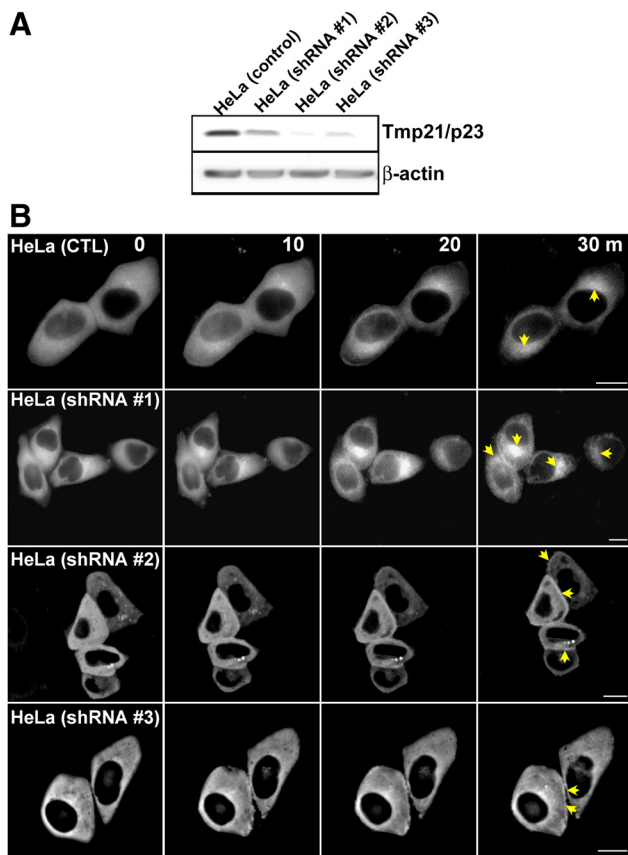 A
HeLa (control)
HeLa (shRNA #1)
HeLa (shRNA #2)
HeLa (shRNA #3)
Tmp21/p23
β-actin
B
HeLa (CTL) 0 10 20 30 m
HeLa (shRNA #1)
HeLa (shRNA #2)
HeLa (shRNA #3)